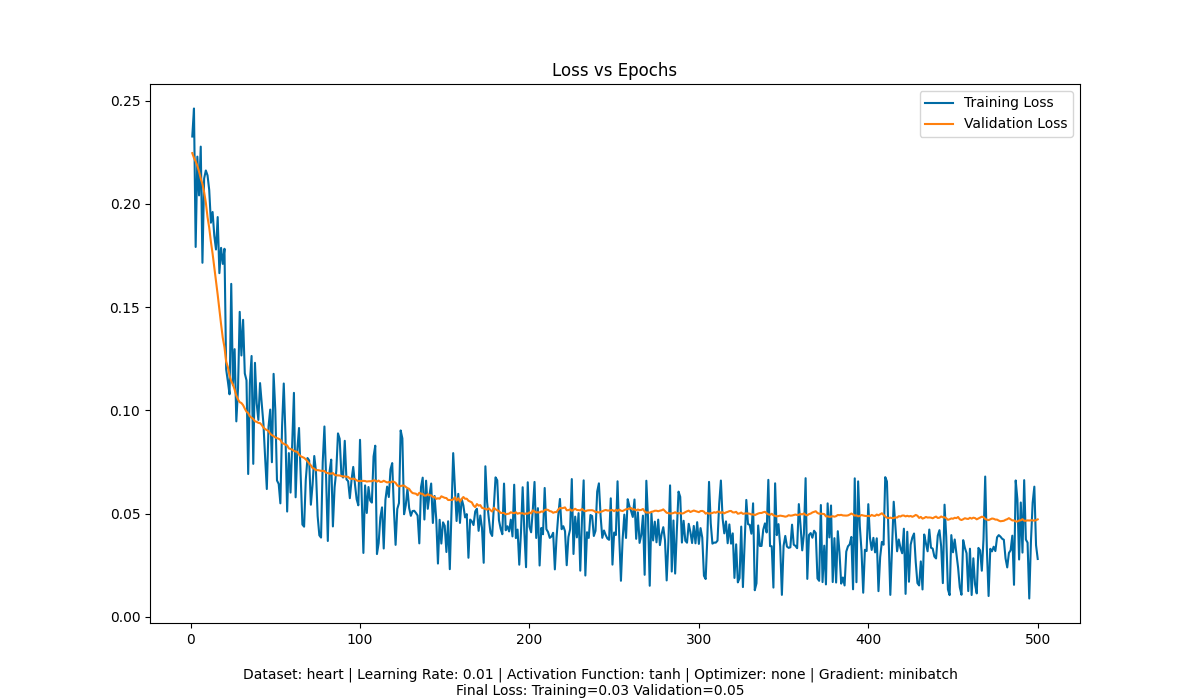 Loss vs Epochs
Training Loss
Validation Loss
0.25
0.20
0.15
0.10
0.05
0.00
0 100 200 300 400 500
Dataset: heart | Learning Rate: 0.01 | Activation Function: tanh | Optimizer: none | Gradient: minibatch
Final Loss: Training=0.03 Validation=0.05